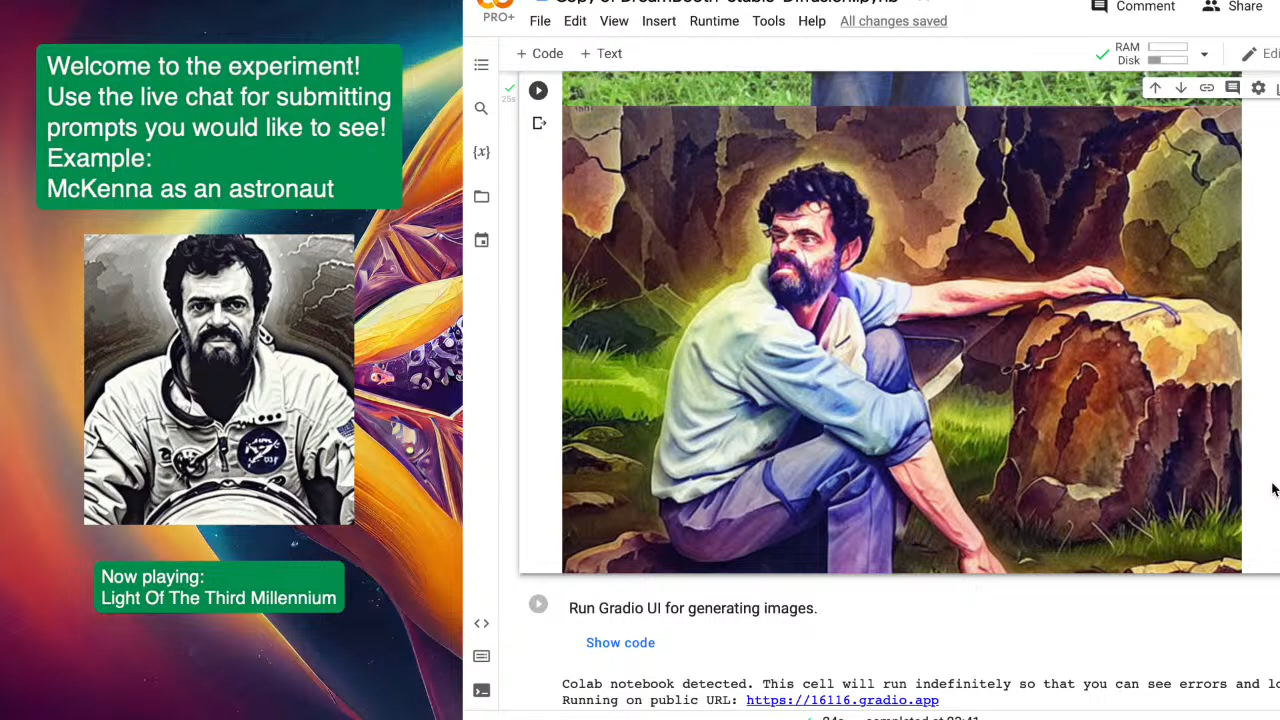 Welcome to the experiment!
Use the live chat for submitting
prompts you would like to see!
Example:
McKenna as an astronaut
Now playing:
Light Of The Third Millennium
PRO+
File Edit View Insert Runtime Tools Help All changes saved
Comment Share
+ Code + Text
RAM
Disk
25s
{x}
Run Gradio UI for generating images.
Show code
Colab notebook detected. This cell will run indefinitely so that you can see errors and
Running on public URL: https://16116.gradio.app